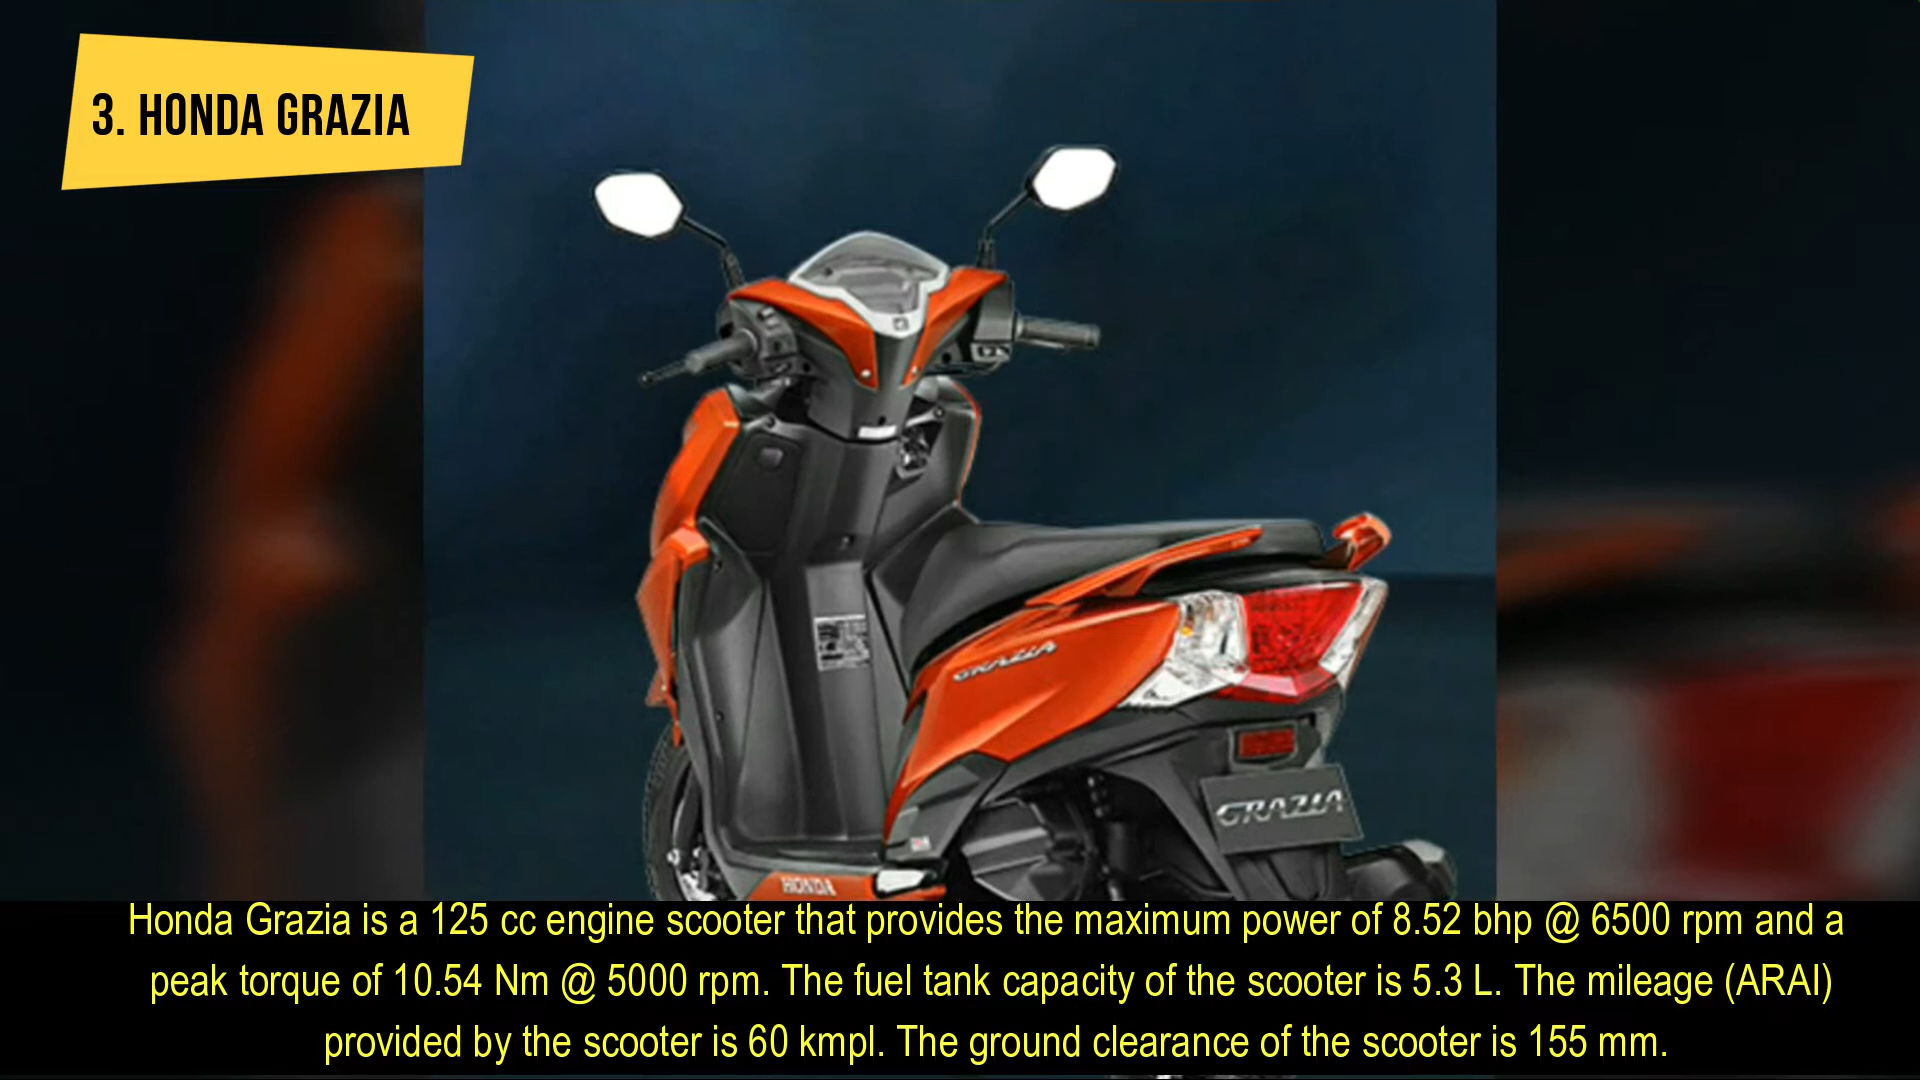 3. HONDA GRAZIA
GRAZIA
GRAZIA
HONDA
Honda Grazia is a 125 cc engine scooter that provides the maximum power of 8.52 bhp @ 6500 rpm and a
peak torque of 10.54 Nm @ 5000 rpm. The fuel tank capacity of the scooter is 5.3 L. The mileage (ARAI)
provided by the scooter is 60 kmpl. The ground clearance of the scooter is 155 mm.